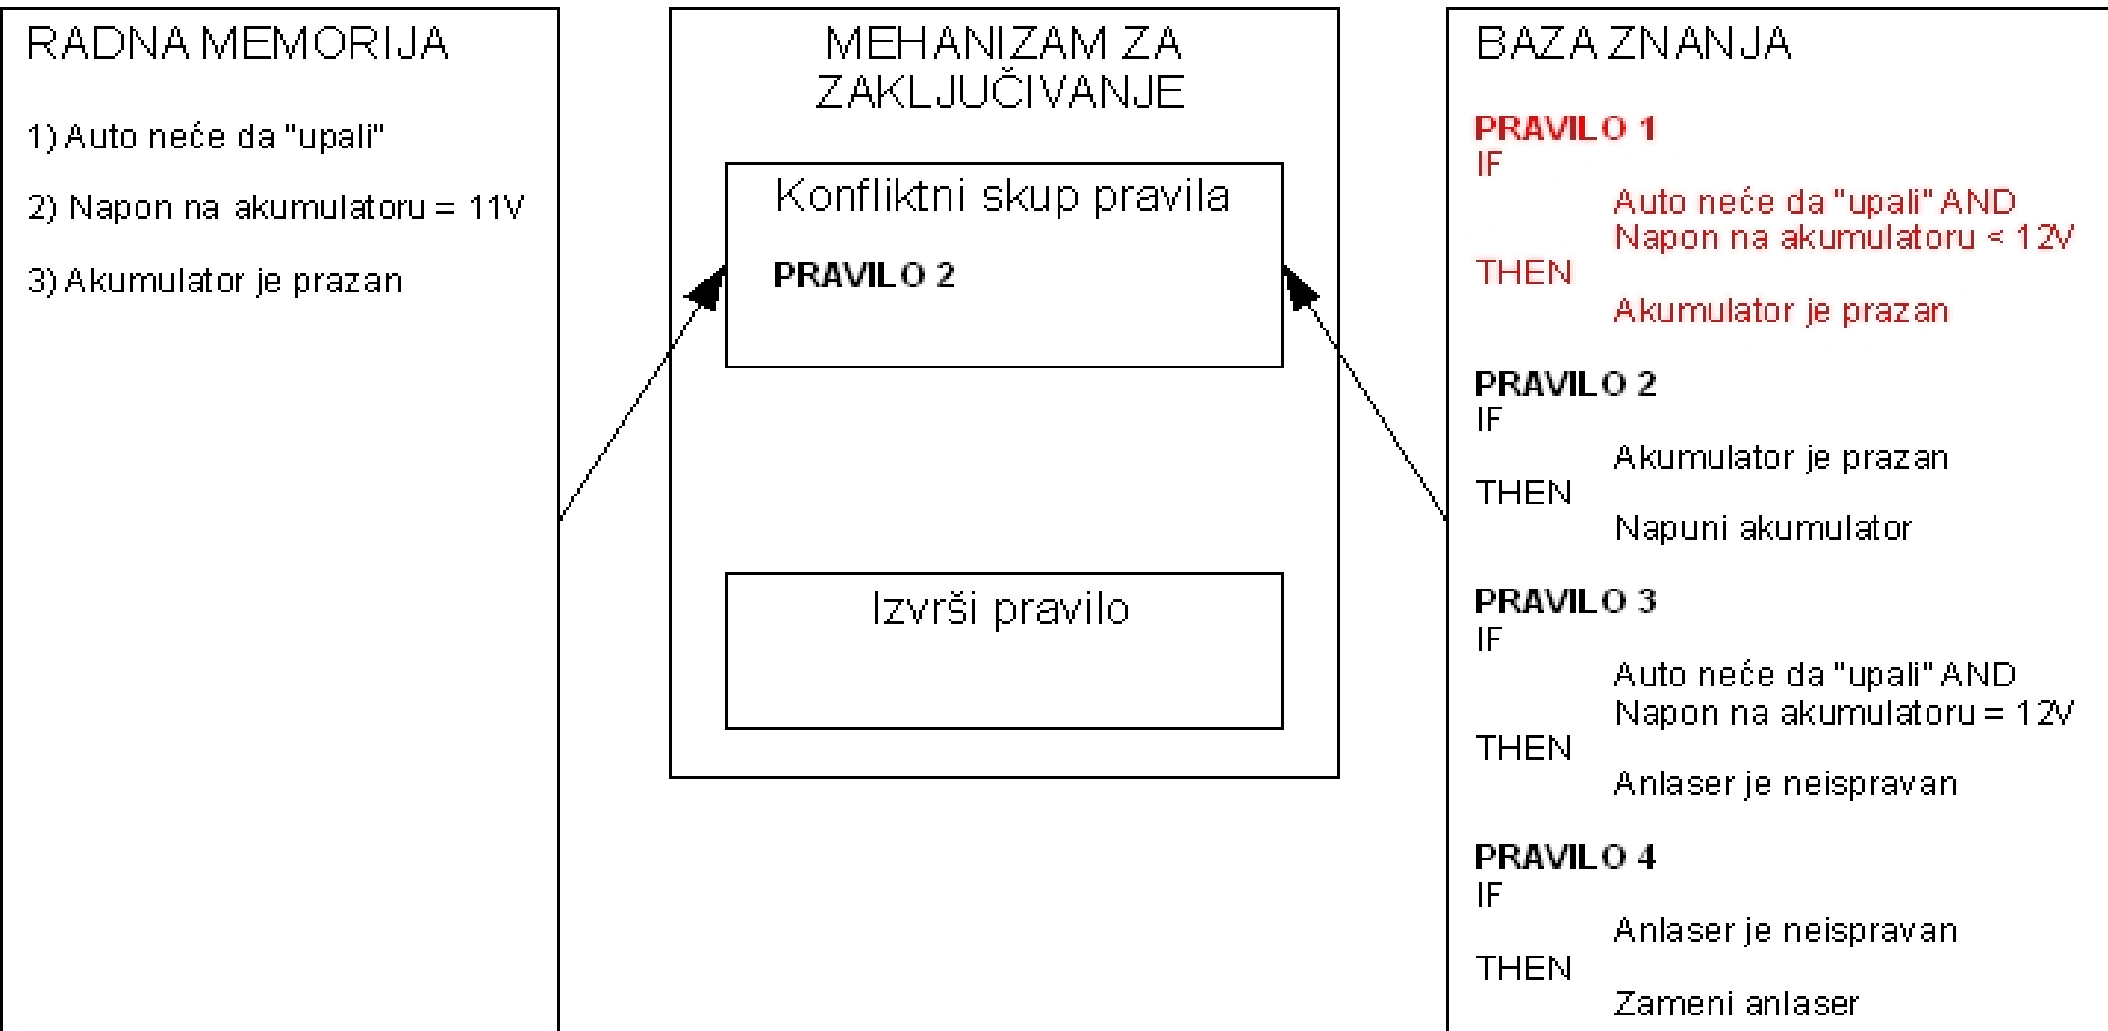 RADNA MEMORIJA
1) Auto neće da "upali"
2) Napon na akumulatoru = 11V
3) Akumulator je prazan
MEHANIZAM ZA
ZAKLJUČIVANJE
Konfliktni skup pravila
PRAVILO 2
Izvrši pravilo
BAZA ZNANJA
PRAVILO 1
IF
Auto neće da "upali" AND
Napon na akumulatoru < 12V
THEN
Akumulator je prazan
PRAVILO 2
IF
Akumulator je prazan
THEN
Napuni akumulator
PRAVILO 3
IF
Auto neće da "upali" AND
Napon na akumulatoru = 12V
THEN
Anlaser je neispravan
PRAVILO 4
IF
Anlaser je neispravan
THEN
Zameni anlaser